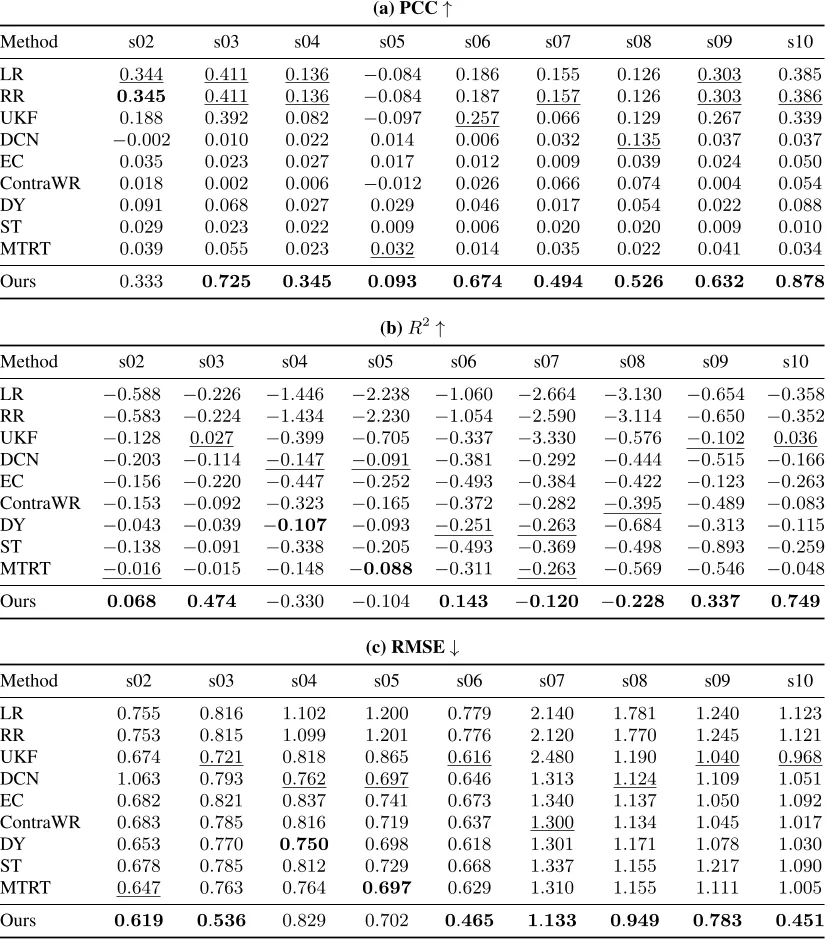 (a) PCC ↑
Method s02 s03 s04 s05 s06 s07 s08 s09 s10
LR 0.344 0.411 0.136 −0.084 0.186 0.155 0.126 0.303 0.385
RR 0.345 0.411 0.136 −0.084 0.187 0.157 0.126 0.303 0.386
UKF 0.188 0.392 0.082 −0.097 0.257 0.066 0.129 0.267 0.339
DCN −0.002 0.010 0.022 0.014 0.006 0.032 0.135 0.037 0.037
EC 0.035 0.023 0.027 0.017 0.012 0.009 0.039 0.024 0.050
ContraWR 0.018 0.002 0.006 −0.012 0.026 0.066 0.074 0.004 0.054
DY 0.091 0.068 0.027 0.029 0.046 0.017 0.054 0.022 0.088
ST 0.029 0.023 0.022 0.009 0.006 0.020 0.020 0.009 0.010
MTRT 0.039 0.055 0.023 0.032 0.014 0.035 0.022 0.041 0.034
Ours 0.333 0.725 0.345 0.093 0.674 0.494 0.526 0.632 0.878
(b) R² ↑
Method s02 s03 s04 s05 s06 s07 s08 s09 s10
LR −0.588 −0.226 −1.446 −2.238 −1.060 −2.664 −3.130 −0.654 −0.358
RR −0.583 −0.224 −1.434 −2.230 −1.054 −2.590 −3.114 −0.650 −0.352
UKF −0.128 0.027 −0.399 −0.705 −0.337 −3.330 −0.576 −0.102 0.036
DCN −0.203 −0.114 −0.147 −0.091 −0.381 −0.292 −0.444 −0.515 −0.166
EC −0.156 −0.220 −0.447 −0.252 −0.493 −0.384 −0.422 −0.123 −0.263
ContraWR −0.153 −0.092 −0.323 −0.165 −0.372 −0.282 −0.395 −0.489 −0.083
DY −0.043 −0.039 −0.107 −0.093 −0.251 −0.263 −0.684 −0.313 −0.115
ST −0.138 −0.091 −0.338 −0.205 −0.493 −0.369 −0.498 −0.893 −0.259
MTRT −0.016 −0.015 −0.148 −0.088 −0.311 −0.263 −0.569 −0.546 −0.048
Ours 0.068 0.474 −0.330 −0.104 0.143 −0.120 −0.228 0.337 0.749
(c) RMSE ↓
Method s02 s03 s04 s05 s06 s07 s08 s09 s10
LR 0.755 0.816 1.102 1.200 0.779 2.140 1.781 1.240 1.123
RR 0.753 0.815 1.099 1.201 0.776 2.120 1.770 1.245 1.121
UKF 0.674 0.721 0.818 0.865 0.616 2.480 1.190 1.040 0.968
DCN 1.063 0.793 0.762 0.697 0.646 1.313 1.124 1.109 1.051
EC 0.682 0.821 0.837 0.741 0.673 1.340 1.137 1.050 1.092
ContraWR 0.683 0.785 0.816 0.719 0.637 1.300 1.134 1.045 1.017
DY 0.653 0.770 0.750 0.698 0.618 1.301 1.171 1.078 1.030
ST 0.678 0.785 0.812 0.729 0.668 1.337 1.155 1.217 1.090
MTRT 0.647 0.763 0.764 0.697 0.629 1.310 1.155 1.111 1.005
Ours 0.619 0.536 0.829 0.702 0.465 1.133 0.949 0.783 0.451